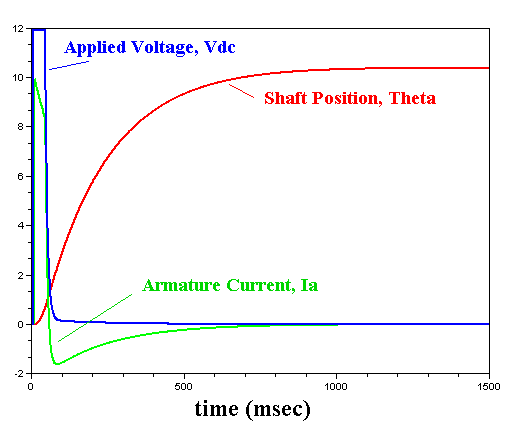 12
Applied Voltage, Vdc
10
Shaft Position, Theta
8
6
4
2
Armature Current, Ia
0
-2
0 500 1000 1500
time (msec)